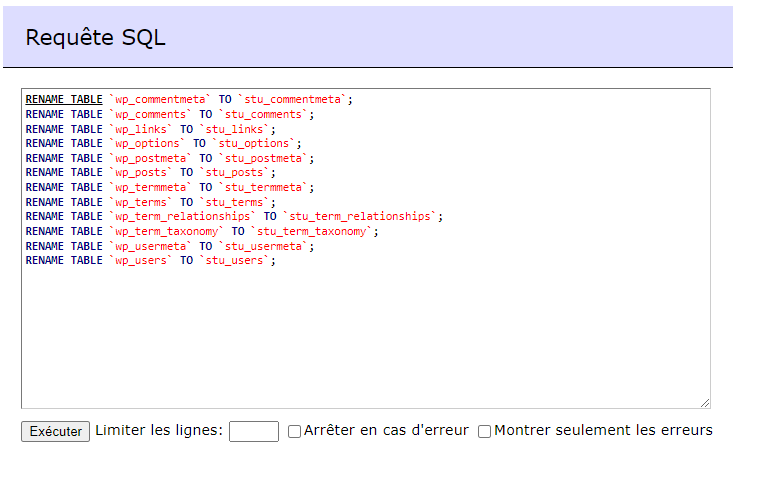 Requête SQL
RENAME TABLE `wp_commentmeta` TO `stu_commentmeta`;
RENAME TABLE `wp_comments` TO `stu_comments`;
RENAME TABLE `wp_links` TO `stu_links`;
RENAME TABLE `wp_options` TO `stu_options`;
RENAME TABLE `wp_postmeta` TO `stu_postmeta`;
RENAME TABLE `wp_posts` TO `stu_posts`;
RENAME TABLE `wp_termmeta` TO `stu_termmeta`;
RENAME TABLE `wp_terms` TO `stu_terms`;
RENAME TABLE `wp_term_relationships` TO `stu_term_relationships`;
RENAME TABLE `wp_term_taxonomy` TO `stu_term_taxonomy`;
RENAME TABLE `wp_usermeta` TO `stu_usermeta`;
RENAME TABLE `wp_users` TO `stu_users`;
Exécuter Limiter les lignes: Arrêter en cas d'erreur Montrer seulement les erreurs